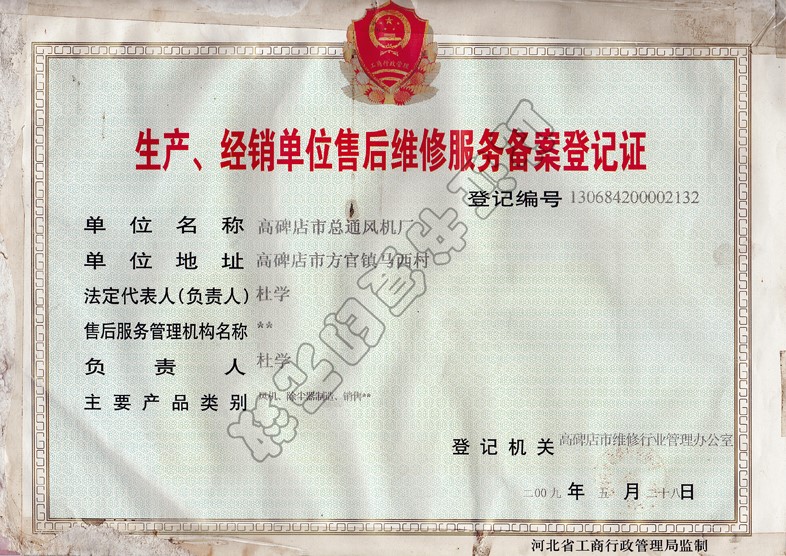 工商行政管理
生产、经销单位售后维修服务备案登记证
登记编号 130684200002132
单位名称 高碑店市总通风机厂
单位地址 高碑店市方官镇马西村
法定代表人(负责人) 杜学
售后服务管理机构名称 **
负责人 杜学
主要产品类别 风机、除尘器制造、销售**
登记机关 高碑店市维修行业管理办公室
二00九 年 五 月 二十八 日
河北省工商行政管理局监制